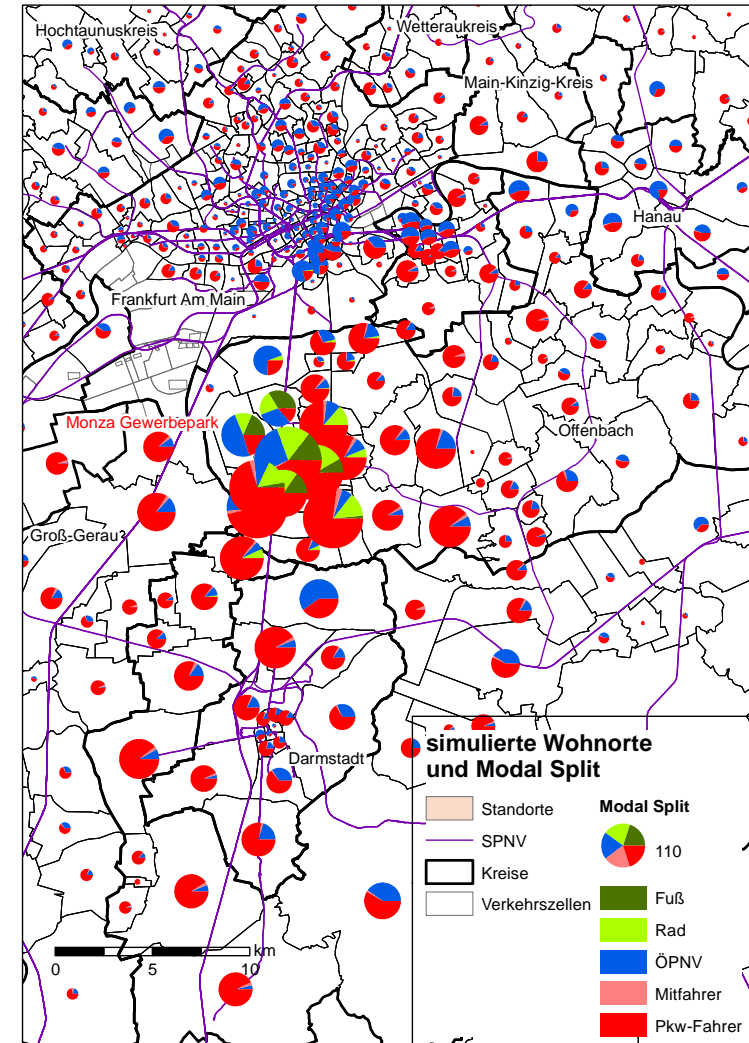 Hochtaunuskreis
Wetteraukreis
Main-Kinzig-Kreis
Hanau
Frankfurt Am Main
Monza Gewerbepark
Offenbach
Groß-Gerau
Darmstadt
simulierte Wohnorte
und Modal Split
Standorte
SPNV
Kreise
Verkehrszellen
Modal Split
110
Fuß
Rad
ÖPNV
Mitfahrer
Pkw-Fahrer
km
0 5 10